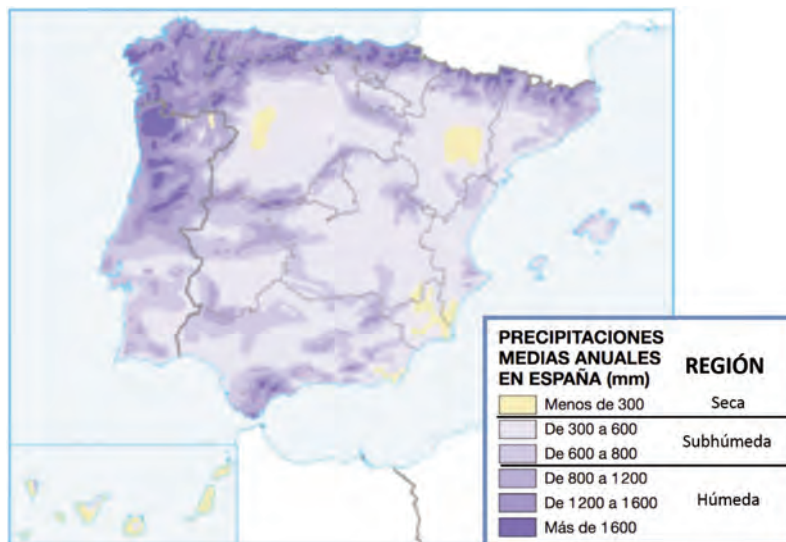 PRECIPITACIONES
MEDIAS ANUALES
EN ESPAÑA (mm)
REGIÓN
Menos de 300
Seca
De 300 a 600
De 600 a 800
Subhúmeda
De 800 a 1200
De 1200 a 1600
Más de 1600
Húmeda